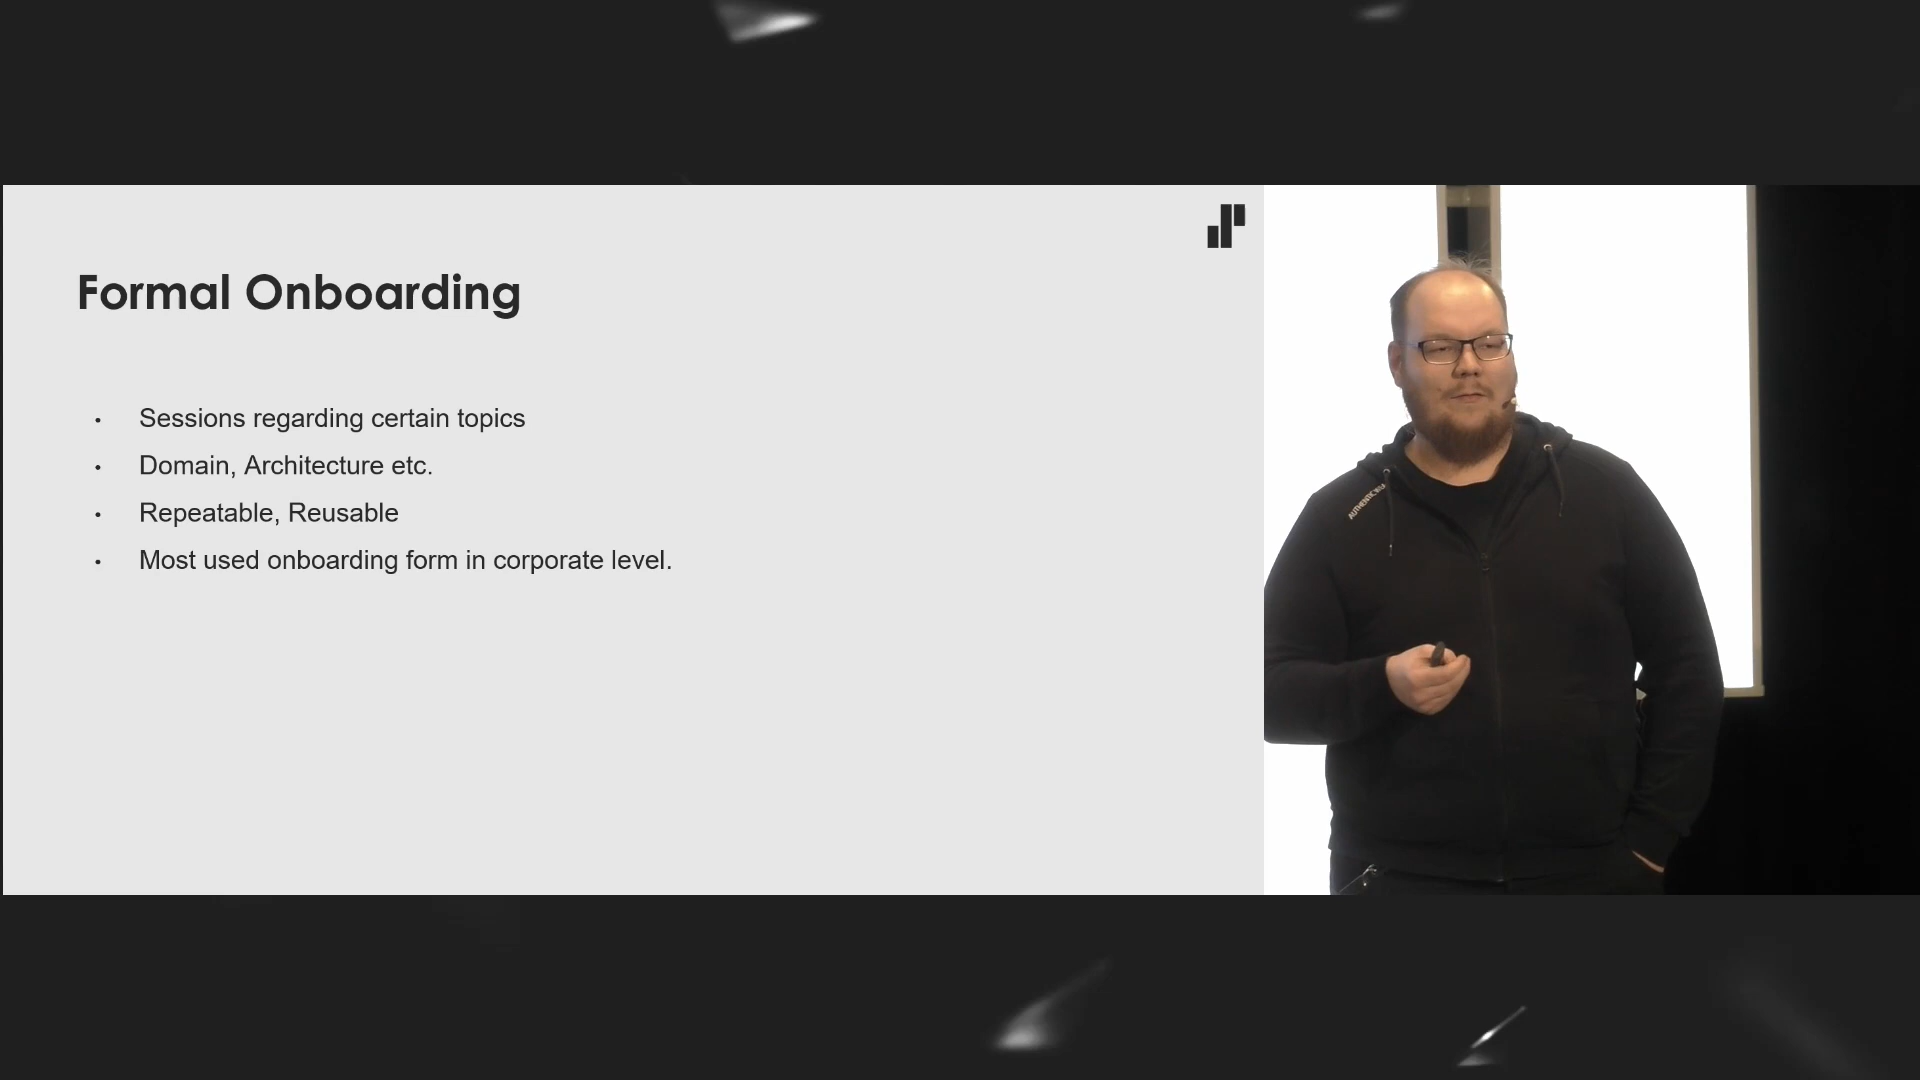 Formal Onboarding
• Sessions regarding certain topics
• Domain, Architecture etc.
• Repeatable, Reusable
• Most used onboarding form in corporate level.